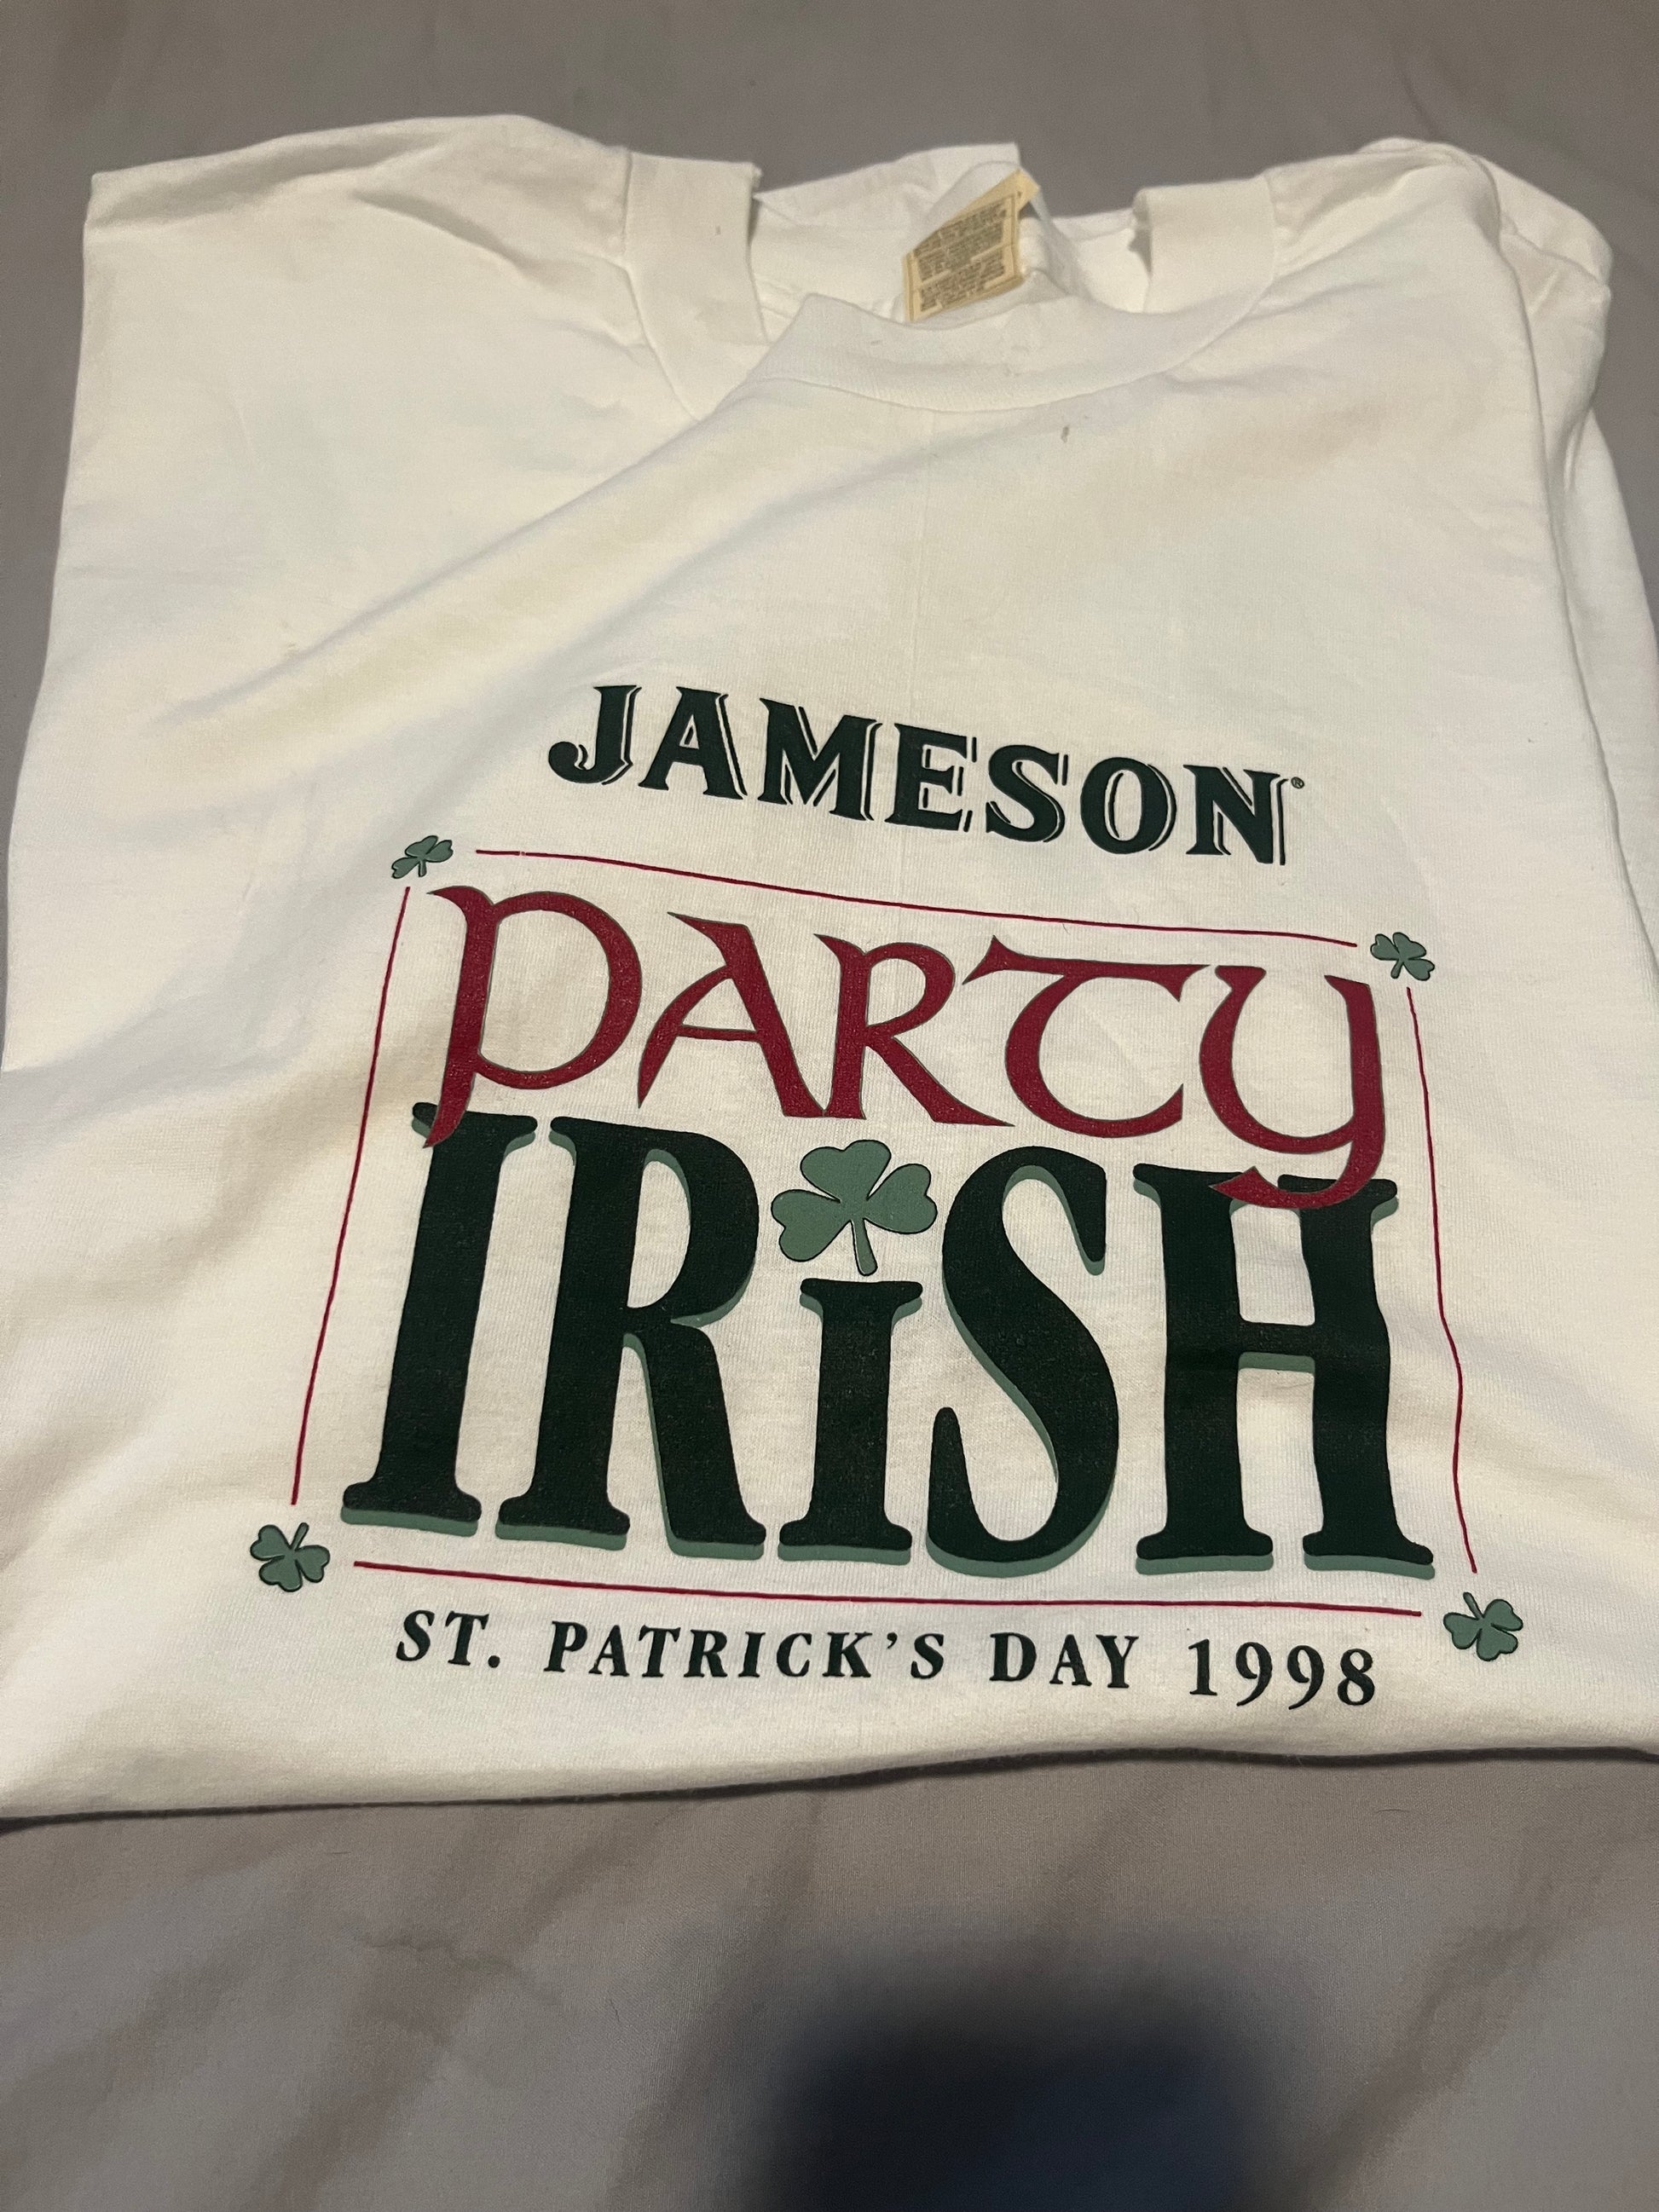 JAMESON®
PARTY
IRiSH
ST. PATRICK'S DAY 1998